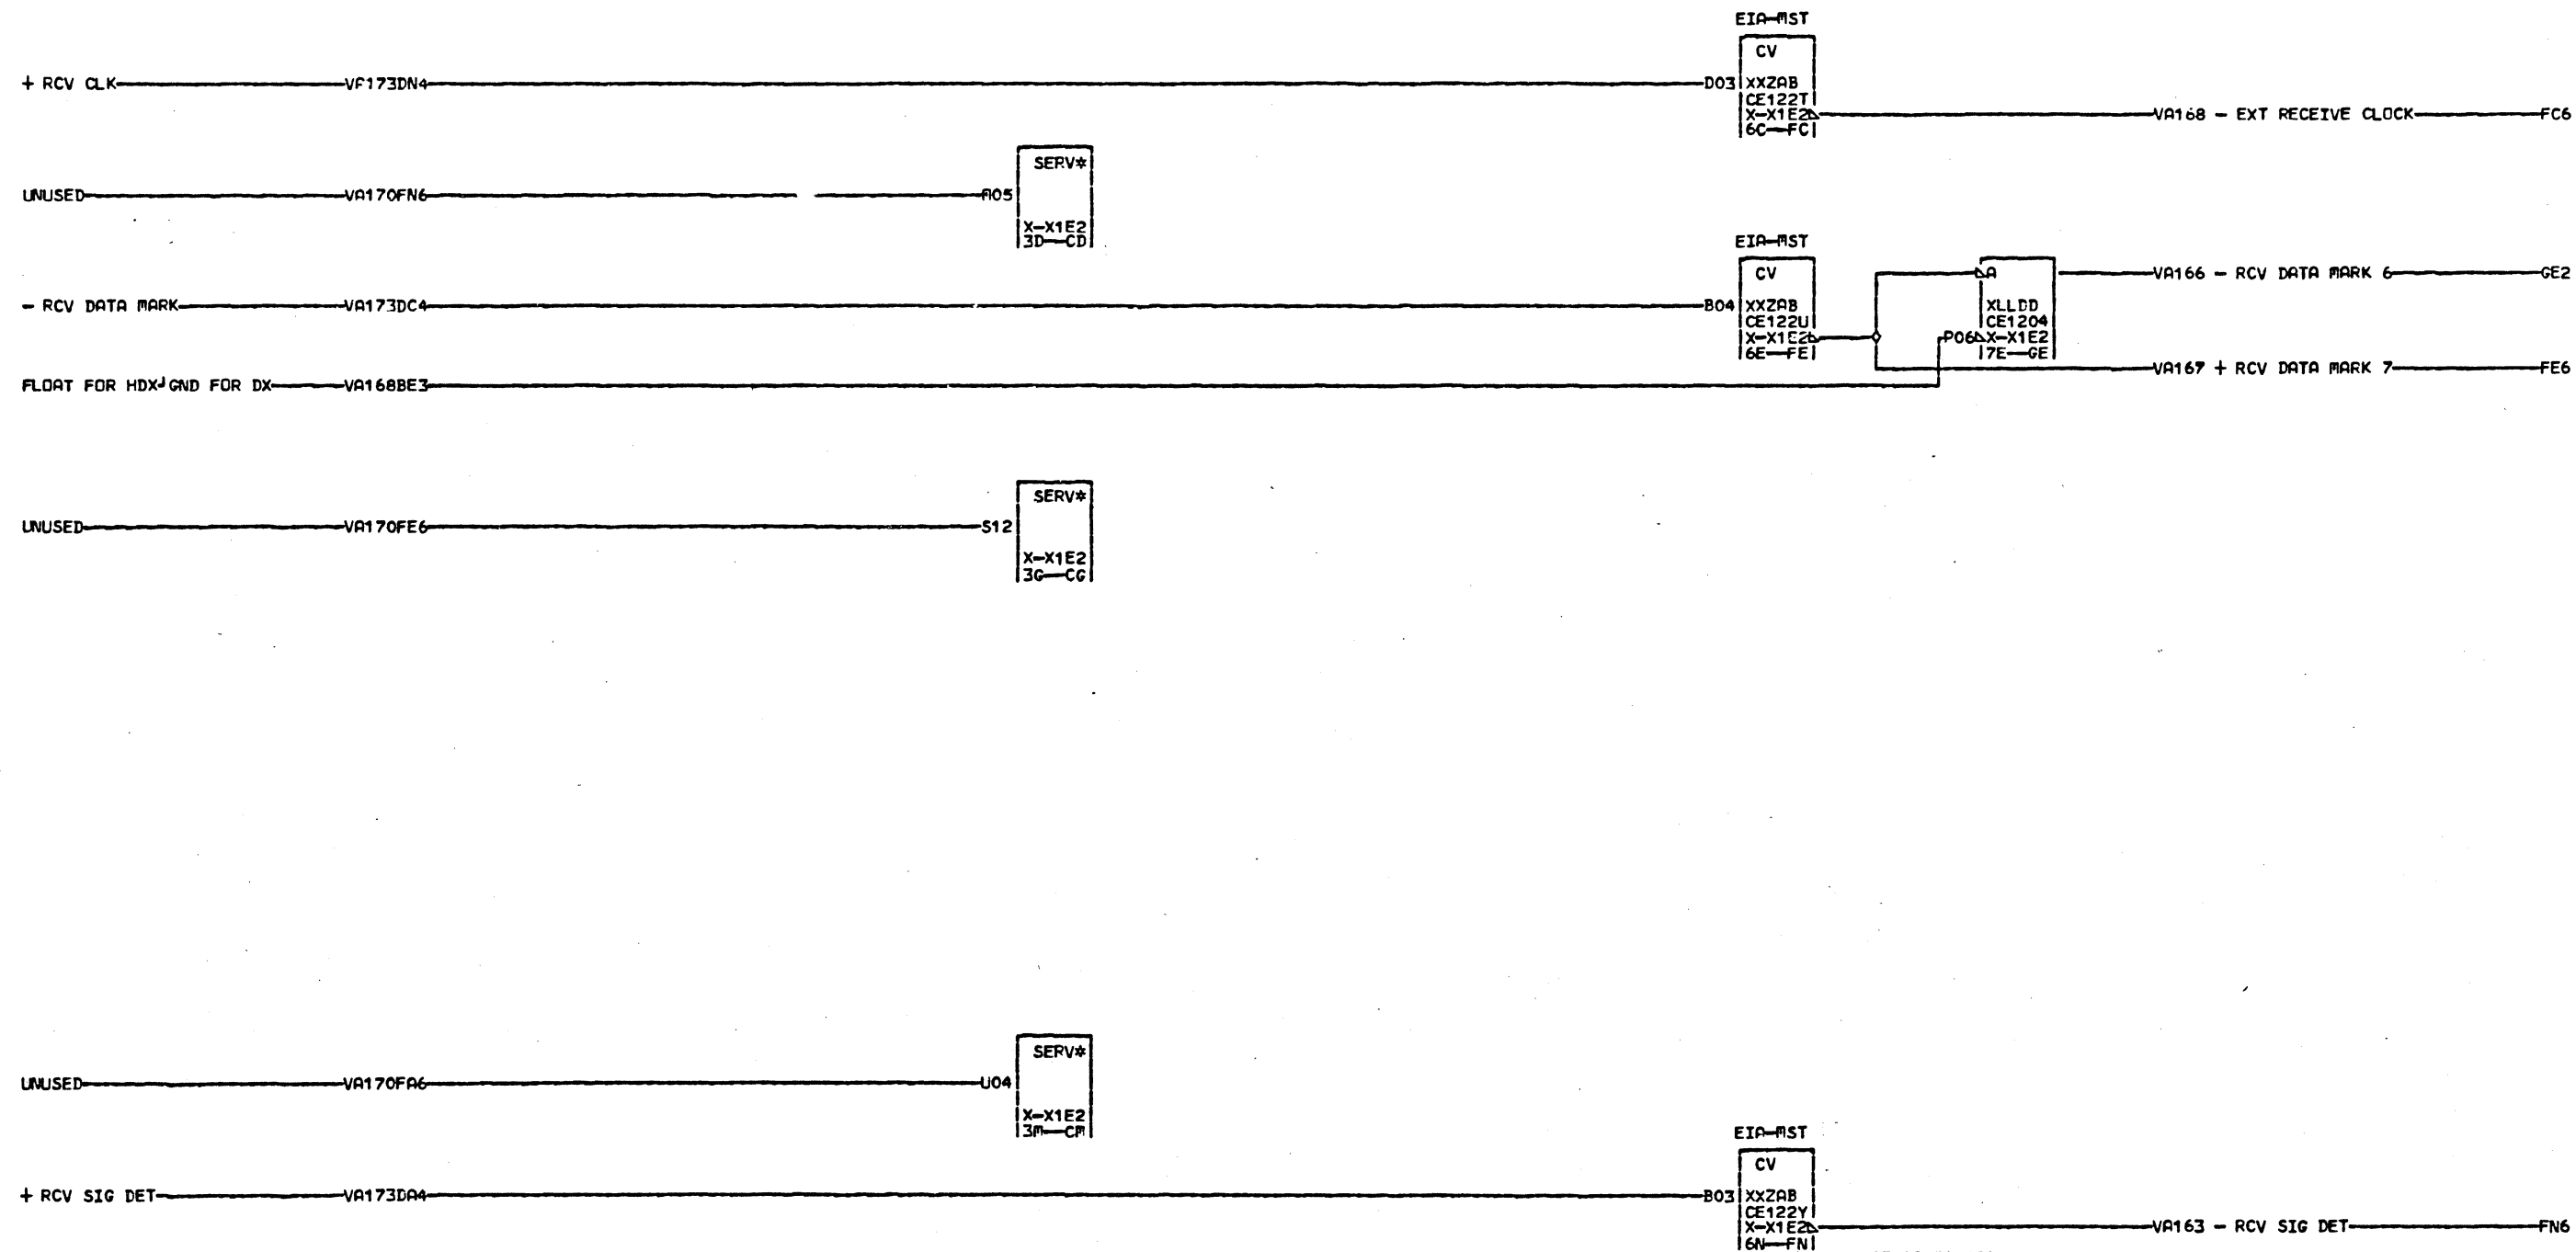 EIA-MST
CV
+ RCV CLK VF173DN4 D03 XXZAB
CE122T
X-X1E2 VA168 - EXT RECEIVE CLOCK FC6
6C FC
SERV*
UNUSED VA170FN6 M05
X-X1E2
3D CD
EIA-MST
CV A VA166 - RCV DATA MARK 6 GE2
- RCV DATA MARK VA173DC4 B04 XXZAB XLLDD
CE122U CE1204
X-X1E2 P06 X-X1E2
6E FE 7E GE
VA167 + RCV DATA MARK 7 FE6
FLOAT FOR HDX GND FOR DX VA168BE3
SERV*
UNUSED VA170FE6 S12
X-X1E2
3G CG
SERV*
UNUSED VA170FA6 U04
X-X1E2
3M CM
EIA-MST
CV
+ RCV SIG DET VA173DA4 B03 XXZAB
CE122Y
X-X1E2 VA163 - RCV SIG DET FN6
6N FN